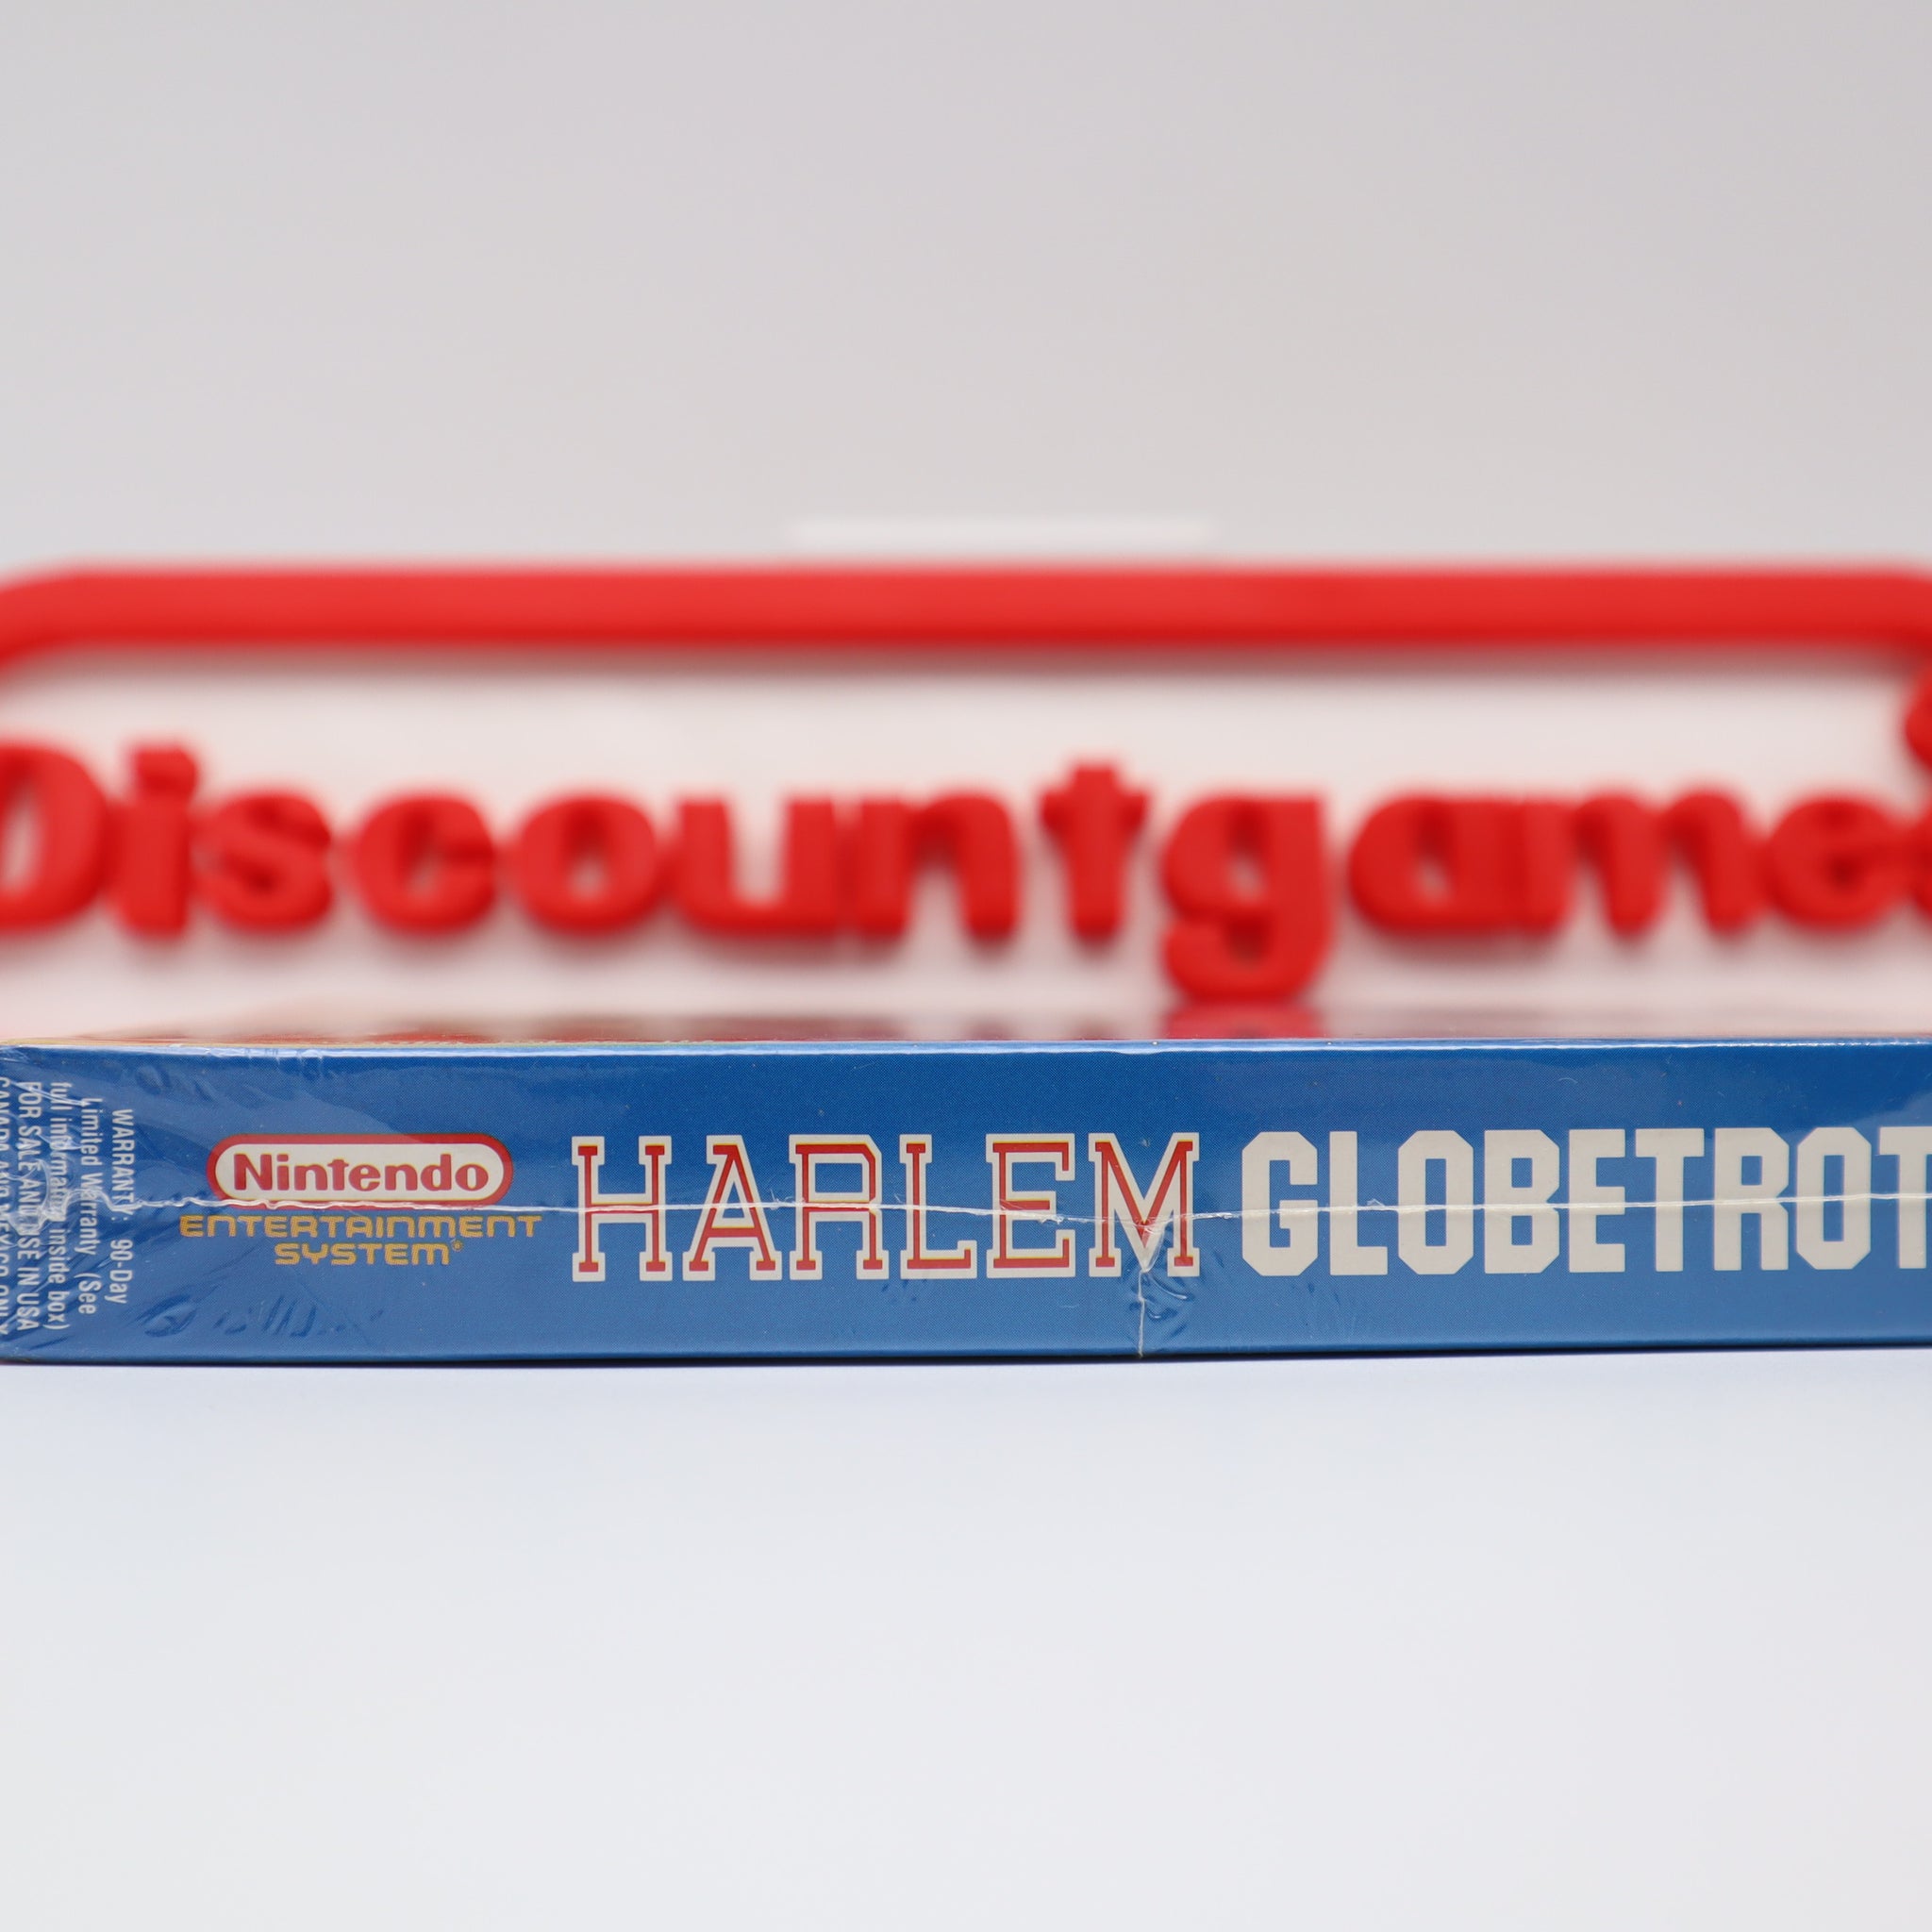 Discountgames
WARRANTY: 90-Day
Limited Warranty (See
full information inside box)
FOR SALE AND USE IN USA
Nintendo
ENTERTAINMENT
SYSTEM
HARLEM GLOBETROT